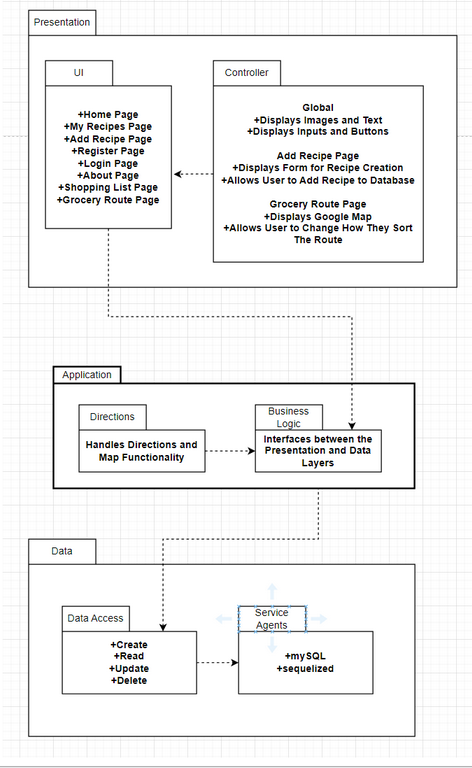 Presentation
UI
+Home Page
+My Recipes Page
+Add Recipe Page
+Register Page
+Login Page
+About Page
+Shopping List Page
+Grocery Route Page
Controller
Global
+Displays Images and Text
+Displays Inputs and Buttons
Add Recipe Page
+Displays Form for Recipe Creation
+Allows User to Add Recipe to Database
Grocery Route Page
+Displays Google Map
+Allows User to Change How They Sort
The Route
Application
Directions
Handles Directions and
Map Functionality
Business
Logic
Interfaces between the
Presentation and Data
Layers
Data
Data Access
+Create
+Read
+Update
+Delete
Service
Agents
+mySQL
+sequelized